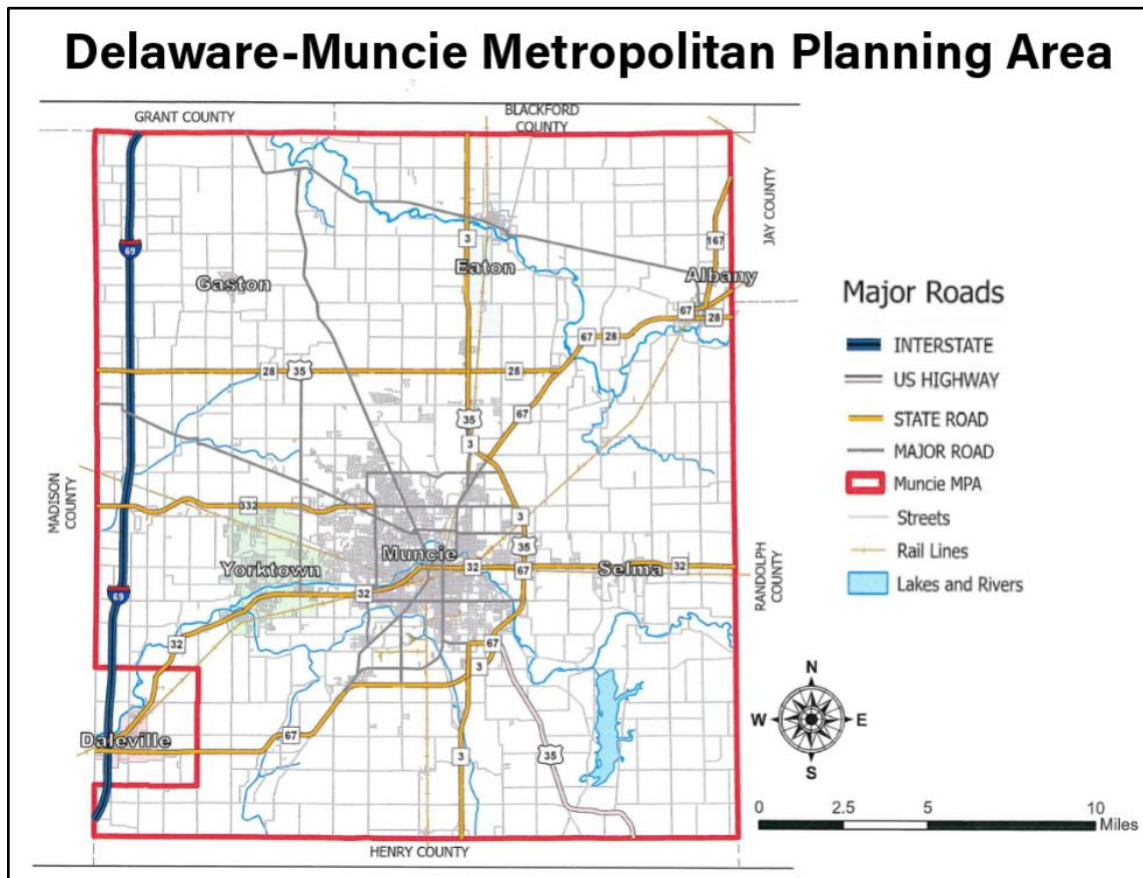 Delaware-Muncie Metropolitan Planning Area
GRANT COUNTY
BLACKFORD
COUNTY
JAY COUNTY
69
3
167
Gaston
Eaton
Albany
67
28
67
28
28
35
28
67
35
3
MADISON
COUNTY
332
3
35
Muncie
32
67
Selma
32
Yorktown
RANDOLPH
COUNTY
69
32
32
67
3
Daleville
67
3
35
HENRY COUNTY
Major Roads
INTERSTATE
US HIGHWAY
STATE ROAD
MAJOR ROAD
Muncie MPA
Streets
Rail Lines
Lakes and Rivers
N
W
E
S
0
2.5
5
10
Miles